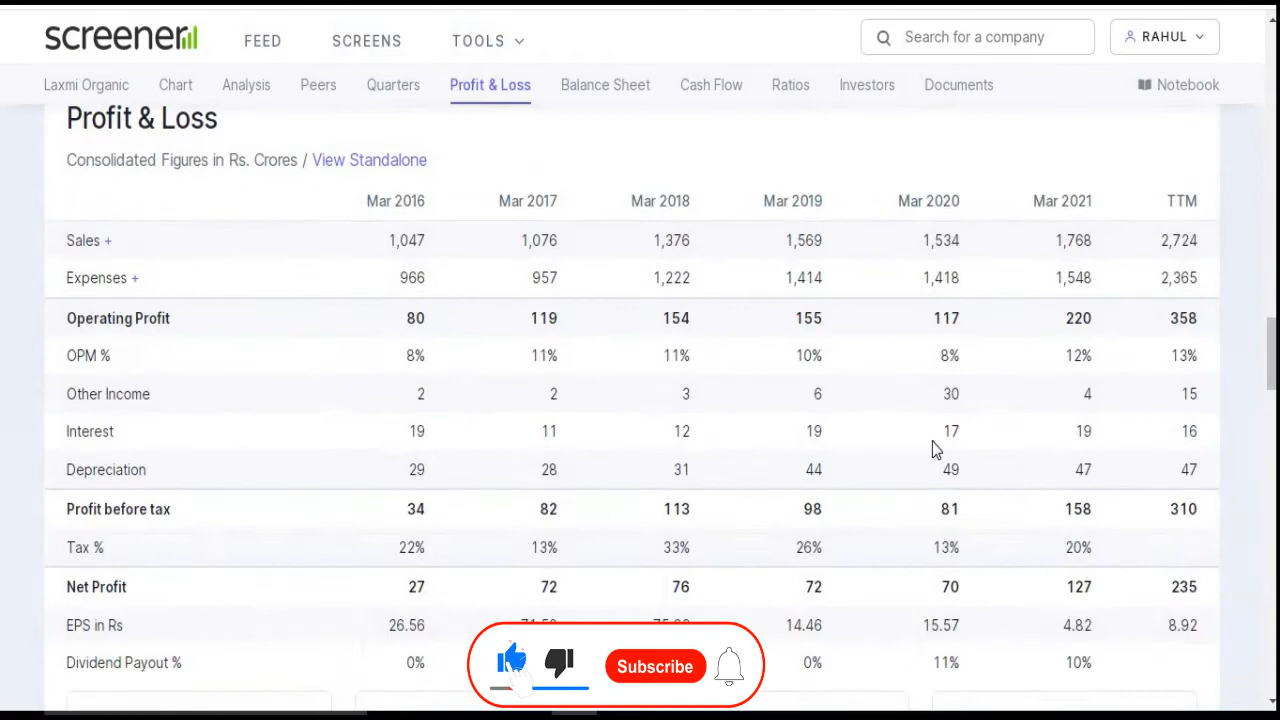 screener FEED SCREENS TOOLS Search for a company RAHUL
Laxmi Organic Chart Analysis Peers Quarters Profit & Loss Balance Sheet Cash Flow Ratios Investors Documents Notebook
Profit & Loss
Consolidated Figures in Rs. Crores / View Standalone
Mar 2016 Mar 2017 Mar 2018 Mar 2019 Mar 2020 Mar 2021 TTM
Sales + 1,047 1,076 1,376 1,569 1,534 1,768 2,724
Expenses + 966 957 1,222 1,414 1,418 1,548 2,365
Operating Profit 80 119 154 155 117 220 358
OPM % 8% 11% 11% 10% 8% 12% 13%
Other Income 2 2 3 6 30 4 15
Interest 19 11 12 19 17 19 16
Depreciation 29 28 31 44 49 47 47
Profit before tax 34 82 113 98 81 158 310
Tax % 22% 13% 33% 26% 13% 20%
Net Profit 27 72 76 72 70 127 235
EPS in Rs 26.56 14.46 15.57 4.82 8.92
Dividend Payout % 0% 0% 11% 10%
Subscribe